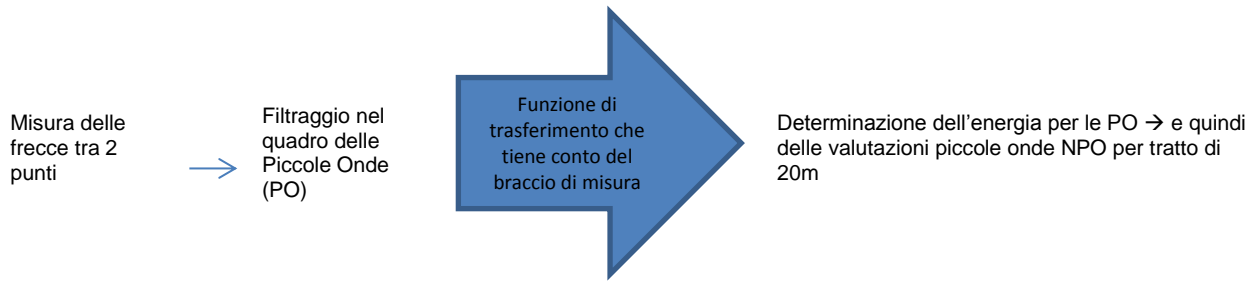 Misura delle
frecce tra 2
punti
Filtraggio nel
quadro delle
Piccole Onde
(PO)
Funzione di
trasferimento che
tiene conto del
braccio di misura
Determinazione dell'energia per le PO → e quindi
delle valutazioni piccole onde NPO per tratto di
20m